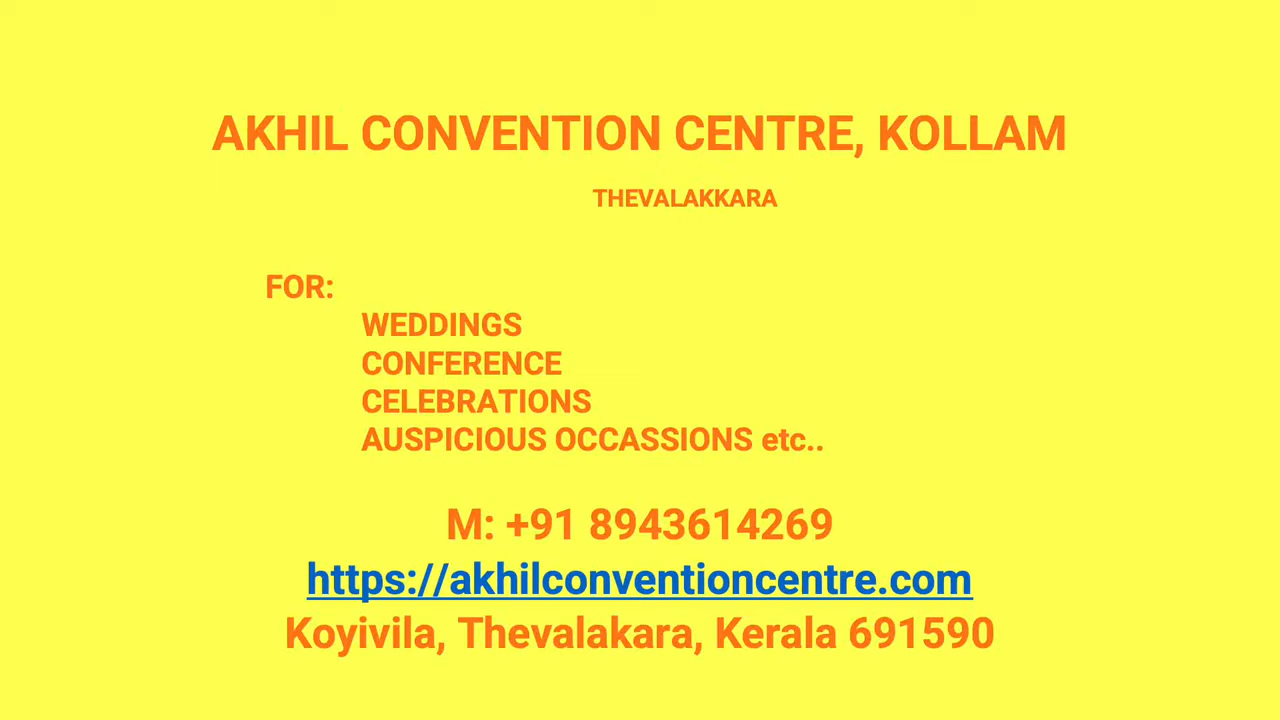 AKHIL CONVENTION CENTRE, KOLLAM
THEVALAKKARA
FOR:
WEDDINGS
CONFERENCE
CELEBRATIONS
AUSPICIOUS OCCASSIONS etc..
M: +91 8943614269
https://akhilconventioncentre.com
Koyivila, Thevalakara, Kerala 691590